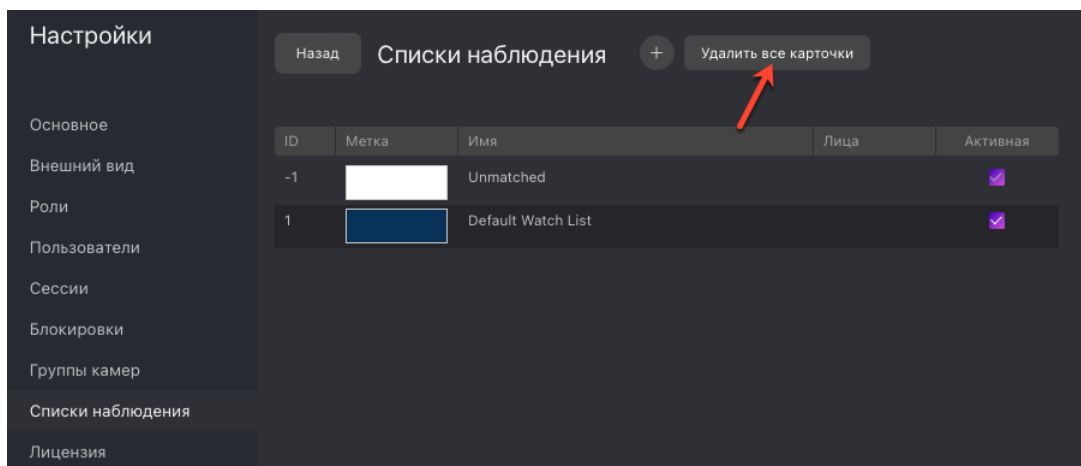 Настройки
Назад Списки наблюдения + Удалить все карточки
Основное
Внешний вид
Роли
Пользователи
Сессии
Блокировки
Группы камер
Списки наблюдения
Лицензия
ID Метка Имя Лица Активная
-1 Unmatched
1 Default Watch List